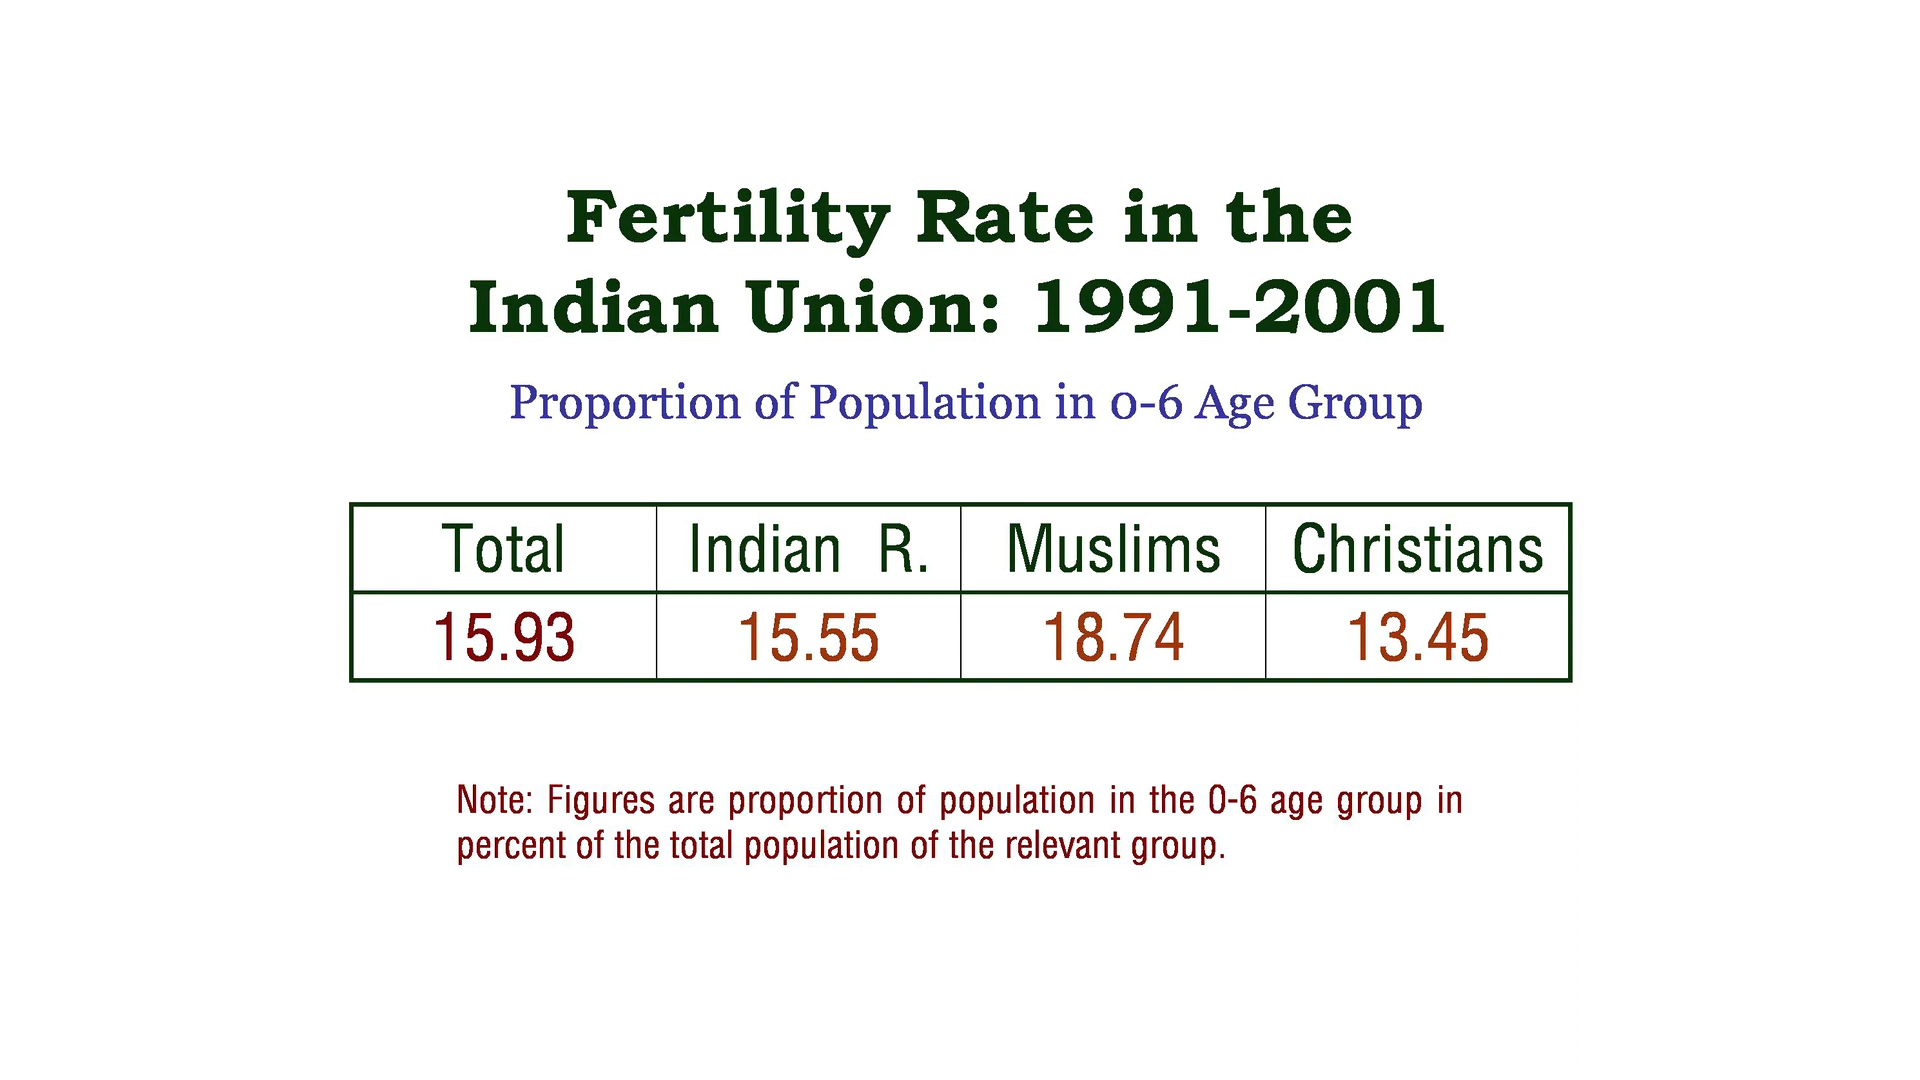 Fertility Rate in the
Indian Union: 1991-2001
Proportion of Population in 0-6 Age Group
Total Indian R. Muslims Christians
15.93 15.55 18.74 13.45
Note: Figures are proportion of population in the 0-6 age group in
percent of the total population of the relevant group.